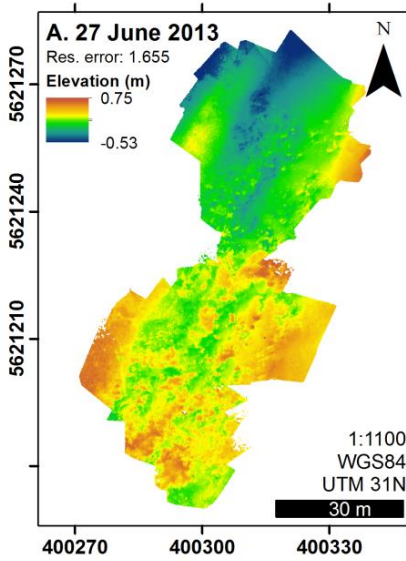 A. 27 June 2013
Res. error: 1.655
Elevation (m)
0.75
-0.53
N
5621270
5621240
5621210
1:1100
WGS84
UTM 31N
30 m
400270
400300
400330